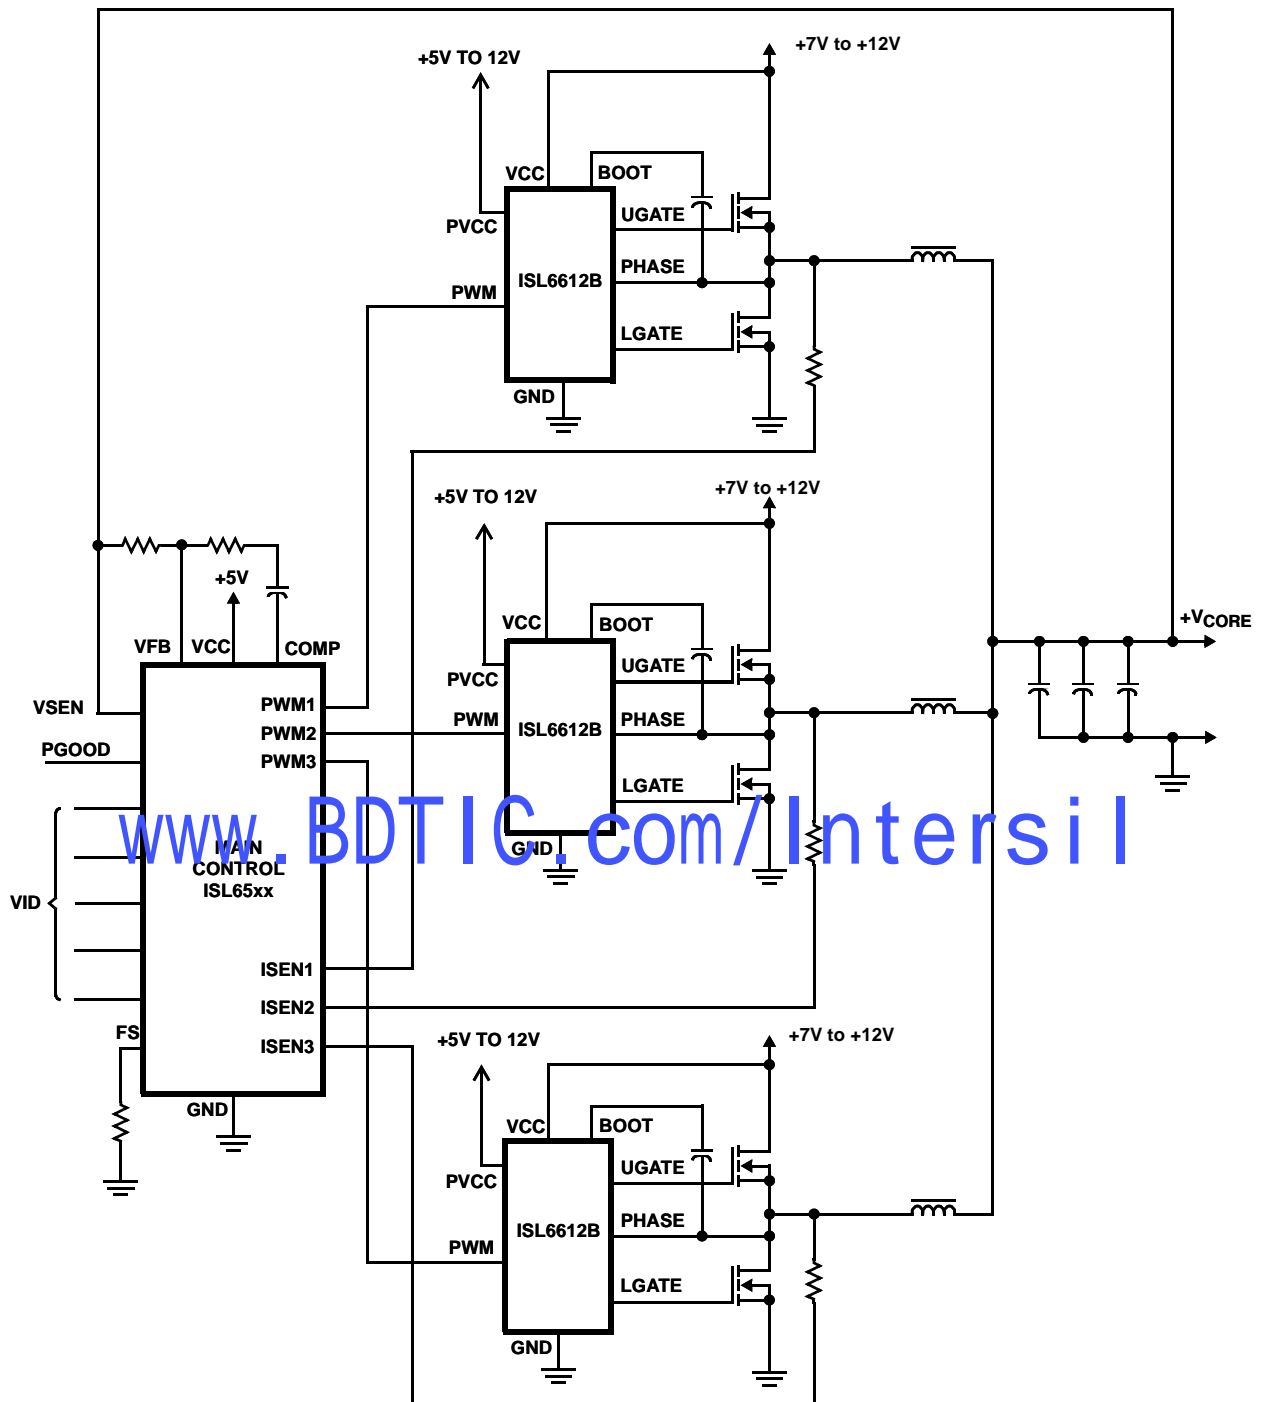 +7V to +12V
+5V TO 12V
VCC
BOOT
UGATE
PVCC
PHASE
ISL6612B
PWM
LGATE
GND
+7V to +12V
+5V TO 12V
+5V
VCC
BOOT
+VCORE
VFB
VCC
COMP
UGATE
PVCC
VSEN
PWM1
PWM
PHASE
ISL6612B
PWM2
PGOOD
PWM3
LGATE
www.BDTIC.com/Intersil
MAIN
CONTROL
ISL65xx
GND
VID
ISEN1
ISEN2
FS
ISEN3
+5V TO 12V
+7V to +12V
GND
VCC
BOOT
UGATE
PVCC
PHASE
ISL6612B
PWM
LGATE
GND